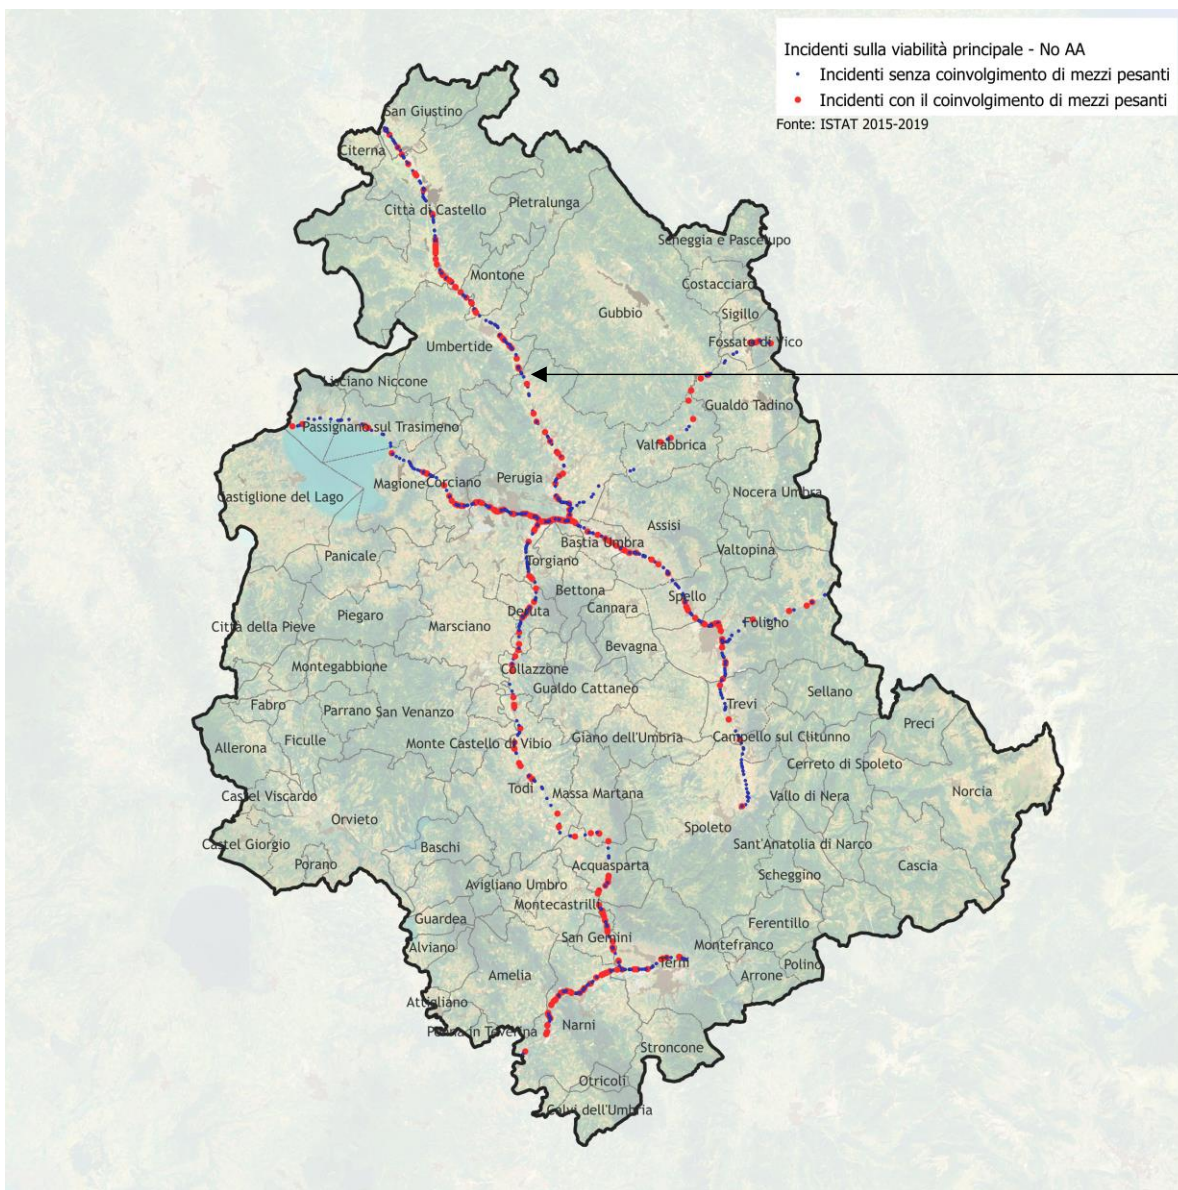 Incidenti sulla viabilità principale - No AA
Incidenti senza coinvolgimento di mezzi pesanti
Incidenti con il coinvolgimento di mezzi pesanti
Fonte: ISTAT 2015-2019
San Giustino
Citerna
Pietralunga
Città di Castello
Scheggia e Pascelupo
Montone
Costacciaro
Gubbio
Sigillo
Umbertide
Fossato di Vico
Lisciano Niccone
Gualdo Tadino
Passignano sul Trasimeno
Valfabbrica
Perugia
Magione
Corciano
Castiglione del Lago
Nocera Umbra
Assisi
Bastia Umbra
Valtopina
Panicale
Torgiano
Bettona
Spello
Cannara
Deruta
Piegaro
Foligno
Città della Pieve
Marsciano
Bevagna
Montegabbione
Collazzone
Gualdo Cattaneo
Sellano
Fabro
Trevi
Parrano
San Venanzo
Preci
Giano dell'Umbria
Campello sul Clitunno
Ficulle
Monte Castello di Vibio
Allerona
Cerreto di Spoleto
Todi
Norcia
Massa Martana
Castel Viscardo
Vallo di Nera
Orvieto
Spoleto
Castel Giorgio
Sant'Anatolia di Narco
Baschi
Porano
Acquasparta
Cascia
Scheggino
Avigliano Umbro
Montecastrilli
Guardea
Ferentillo
San Gemini
Alviano
Montefranco
Terni
Polino
Amelia
Arrone
Attigliano
Narni
Penna in Teverina
Stroncone
Otricoli
Calvi dell'Umbria